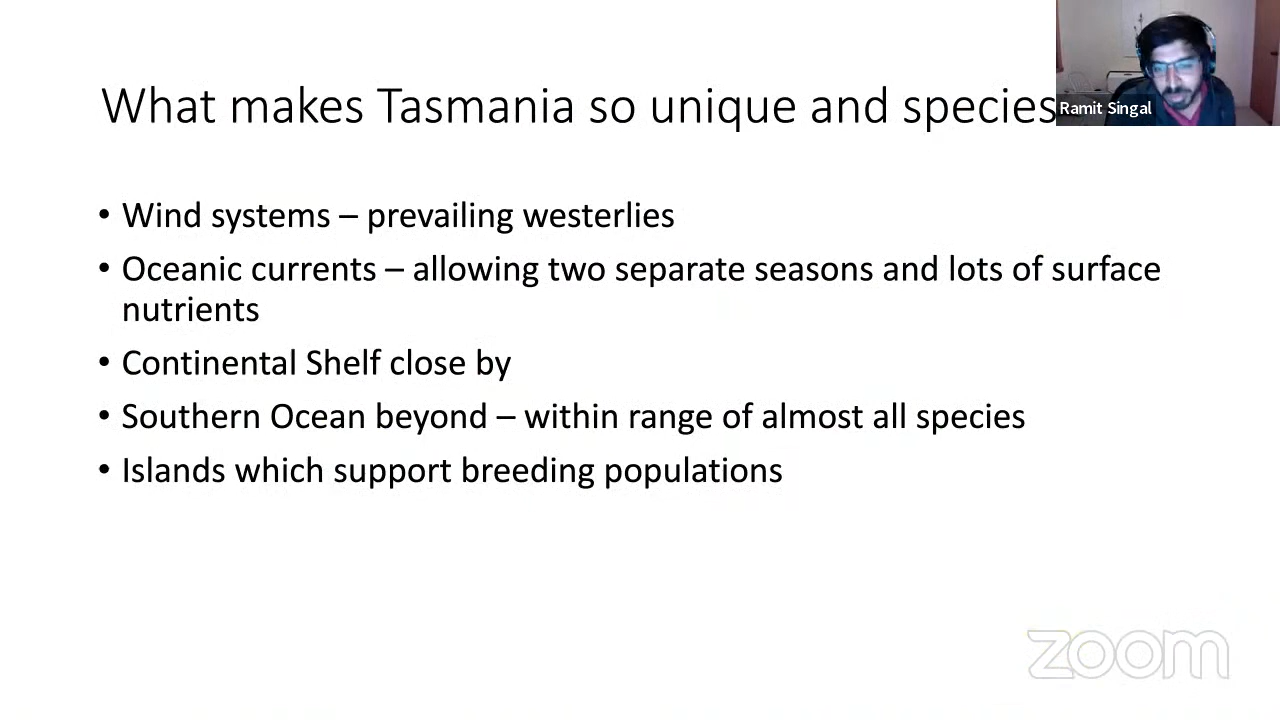 What makes Tasmania so unique and species
Ramit Singal
• Wind systems – prevailing westerlies
• Oceanic currents – allowing two separate seasons and lots of surface
nutrients
• Continental Shelf close by
• Southern Ocean beyond – within range of almost all species
• Islands which support breeding populations
zoom